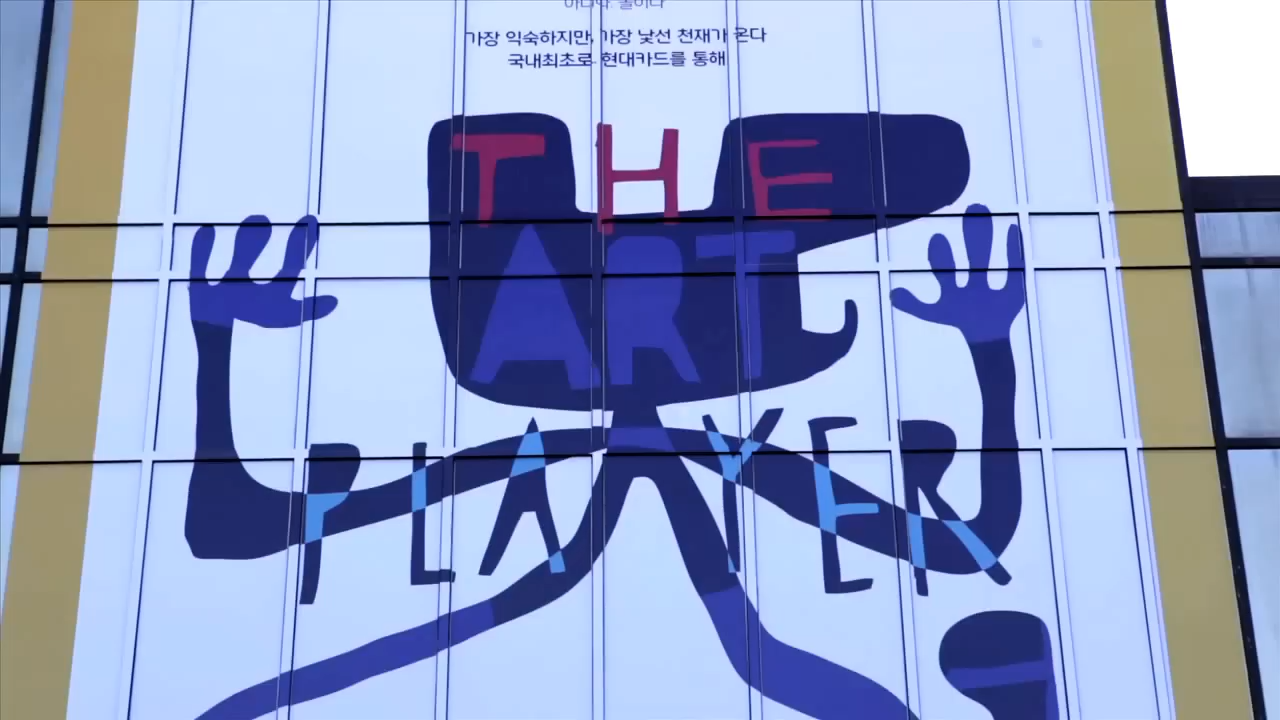 가장 익숙하지만, 가장 낯선 천재가 온다
국내최초로 현대카드를 통해
THE
ART
PLAYER